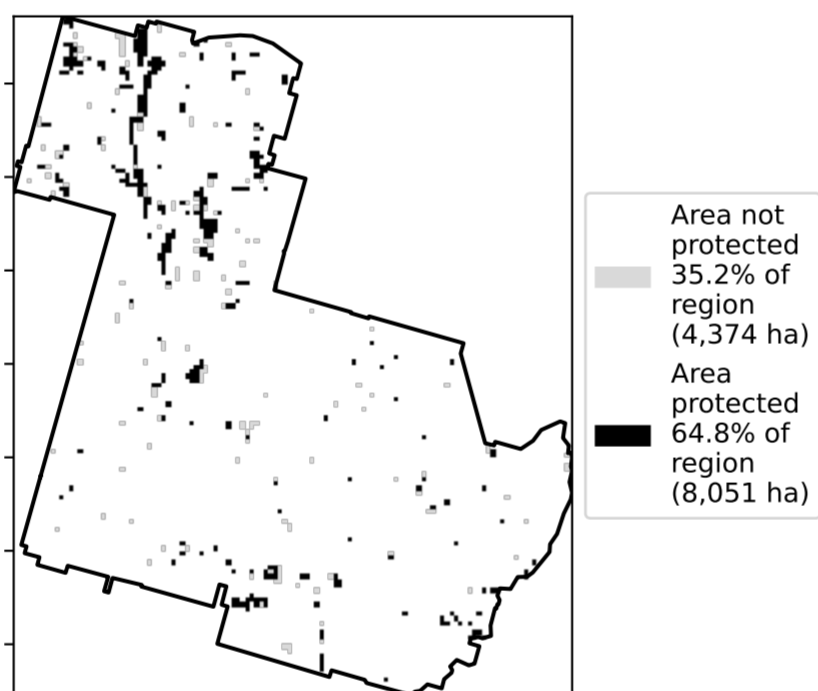 Area not
protected
35.2% of
region
(4,374 ha)
Area
protected
64.8% of
region
(8,051 ha)